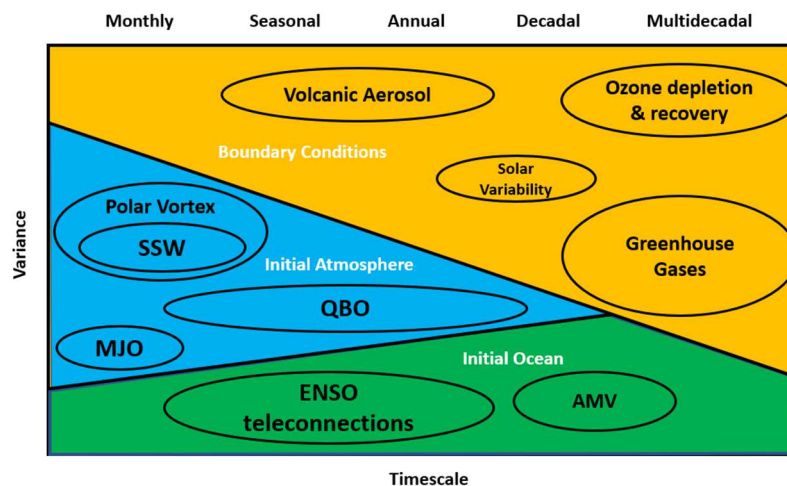 Monthly Seasonal Annual Decadal Multidecadal
Volcanic Aerosol
Ozone depletion
& recovery
Boundary Conditions
Solar
Variability
Polar Vortex
SSW
Greenhouse
Gases
Initial Atmosphere
QBO
MJO
Initial Ocean
ENSO
teleconnections
AMV
Variance
Timescale